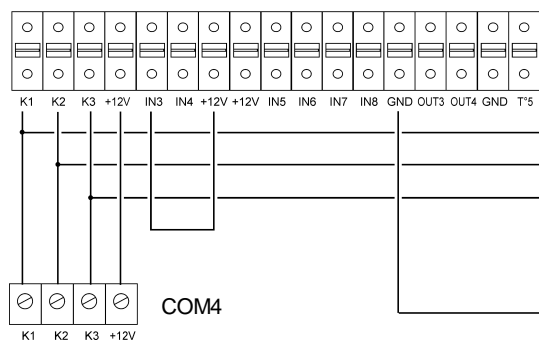 K1 K2 K3 +12V IN3 IN4 +12V +12V IN5 IN6 IN7 IN8 GND OUT3 OUT4 GND T°5
COM4
K1 K2 K3 +12V